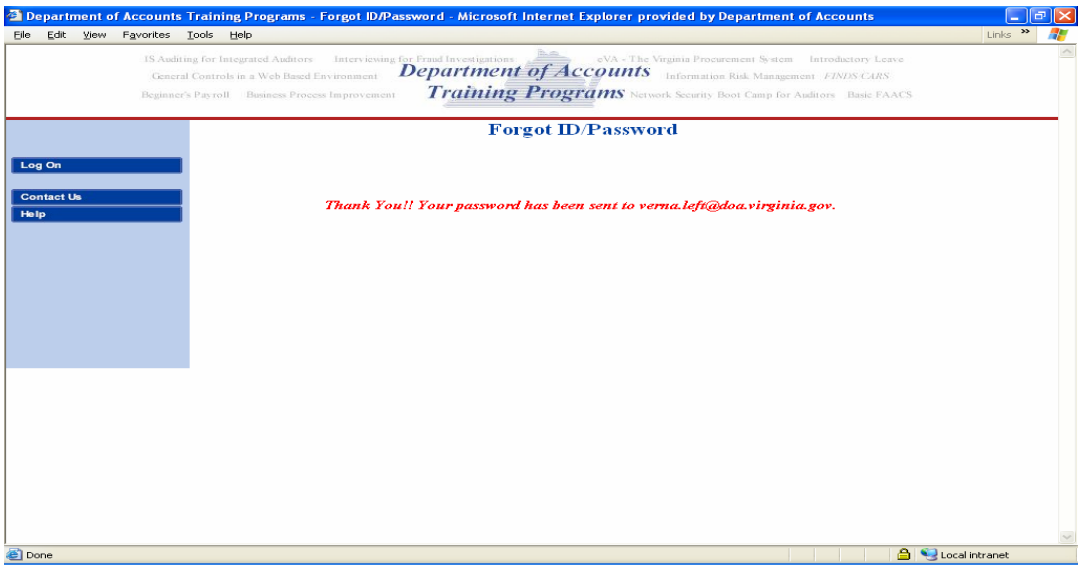 Department of Accounts Training Programs - Forgot ID/Password - Microsoft Internet Explorer provided by Department of Accounts
File Edit View Favorites Tools Help Links »
IS Auditing for Integrated Auditors Interviewing for Fraud Investigations eVA - The Virginia Procurement System Introductory Leave
General Controls in a Web Based Environment Department of Accounts Information Risk Management FINDS CARS
Beginner's Payroll Business Process Improvement Training Programs Network Security Boot Camp for Auditors Basic FAACS
Forgot ID/Password
Log On
Contact Us
Help
Thank You!! Your password has been sent to verna.left@doa.virginia.gov.
Done Local intranet